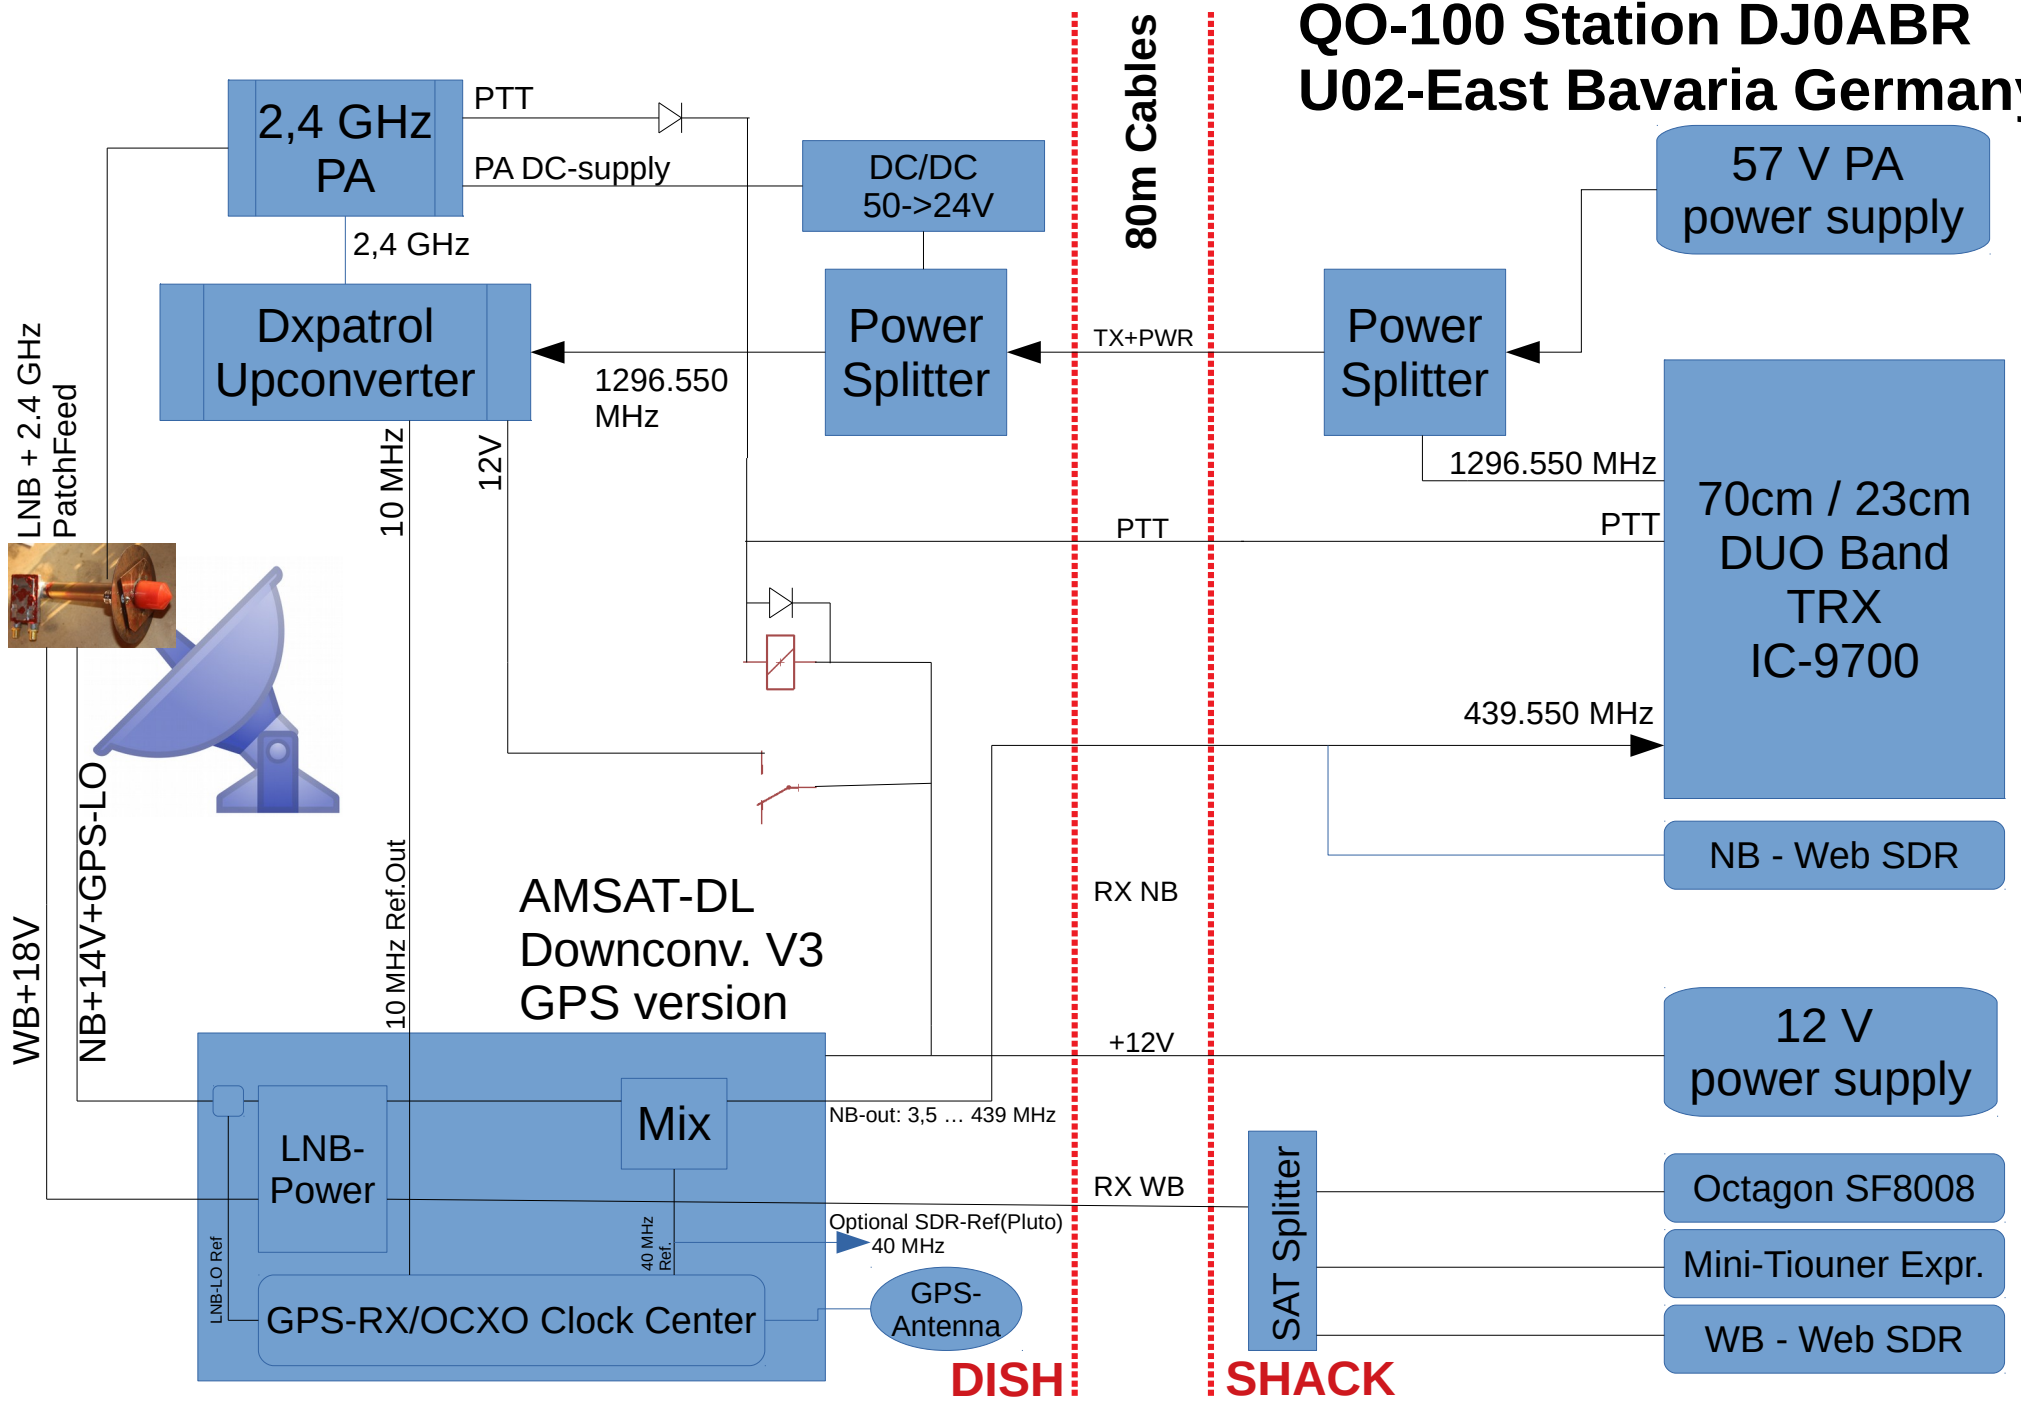 QO-100 Station DJ0ABR
U02-East Bavaria Germany
80m Cables
2,4 GHz
PA
PTT
PA DC-supply
DC/DC
50->24V
57 V PA
power supply
2,4 GHz
Dxpatrol
Upconverter
Power
Splitter
TX+PWR
Power
Splitter
1296.550
MHz
LNB + 2.4 GHz
PatchFeed
10 MHz
12V
1296.550 MHz
PTT
PTT
70cm / 23cm
DUO Band
TRX
IC-9700
439.550 MHz
NB - Web SDR
RX NB
WB+18V
NB+14V+GPS-LO
10 MHz Ref.Out
AMSAT-DL
Downconv. V3
GPS version
+12V
12 V
power supply
Mix
NB-out: 3,5 … 439 MHz
LNB-
Power
RX WB
SAT Splitter
Octagon SF8008
Mini-Tiouner Expr.
WB - Web SDR
Optional SDR-Ref(Pluto)
40 MHz
LNB-LO Ref
40 MHz
Ref.
GPS-RX/OCXO Clock Center
GPS-
Antenna
DISH
SHACK